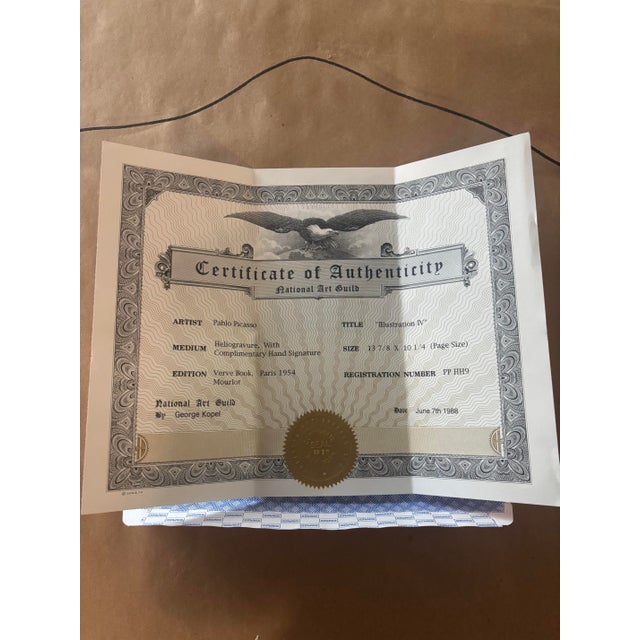 Certificate of Authenticity
National Art Guild
ARTIST Pablo Picasso TITLE "Illustration IV"
MEDIUM Heliogravure, With SIZE 13 7/8 X 10 1/4 (Page Size)
Complimentary Hand Signature
EDITION Verve Book, Paris 1954 REGISTRATION NUMBER PP HH9
Mourlot
National Art Guild
By George Kopel Date June 7th 1988